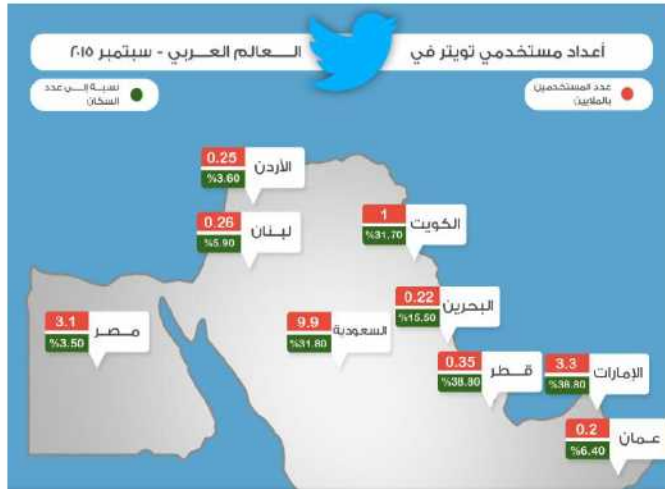 أعداد مستخدمي تويتر في العالم العربي - سبتمبر ٢٠١٥
عدد المستخدمين
بالملايين
نسبة إلى عدد
السكان
الأردن
0.25
%3.60
لبنان
0.26
%5.90
الكويت
1
%31.70
البحرين
0.22
%15.50
مصر
3.1
%3.50
السعودية
9.9
%31.80
قطر
0.35
%38.80
الإمارات
3.3
%36.80
عمان
0.2
%6.40